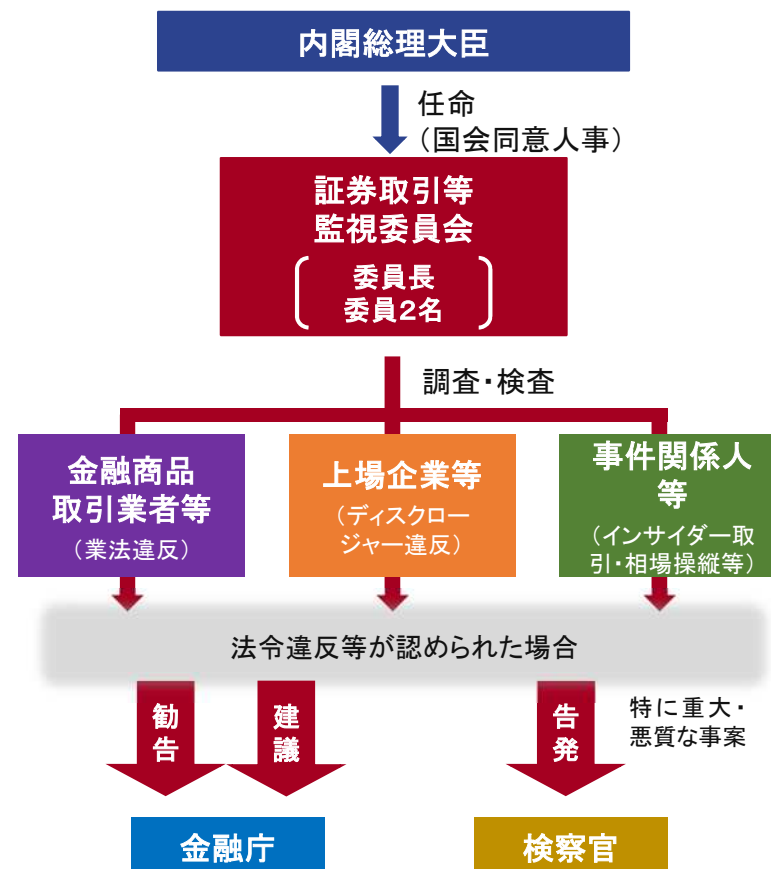 内閣総理大臣
任命
（国会同意人事）
証券取引等
監視委員会
委員長
委員２名
調査・検査
金融商品
取引業者等
（業法違反）
上場企業等
（ディスクロー
ジャー違反）
事件関係人
等
（インサイダー取
引・相場操縦等）
法令違反等が認められた場合
勧告
建議
告発
特に重大・
悪質な事案
金融庁
検察官